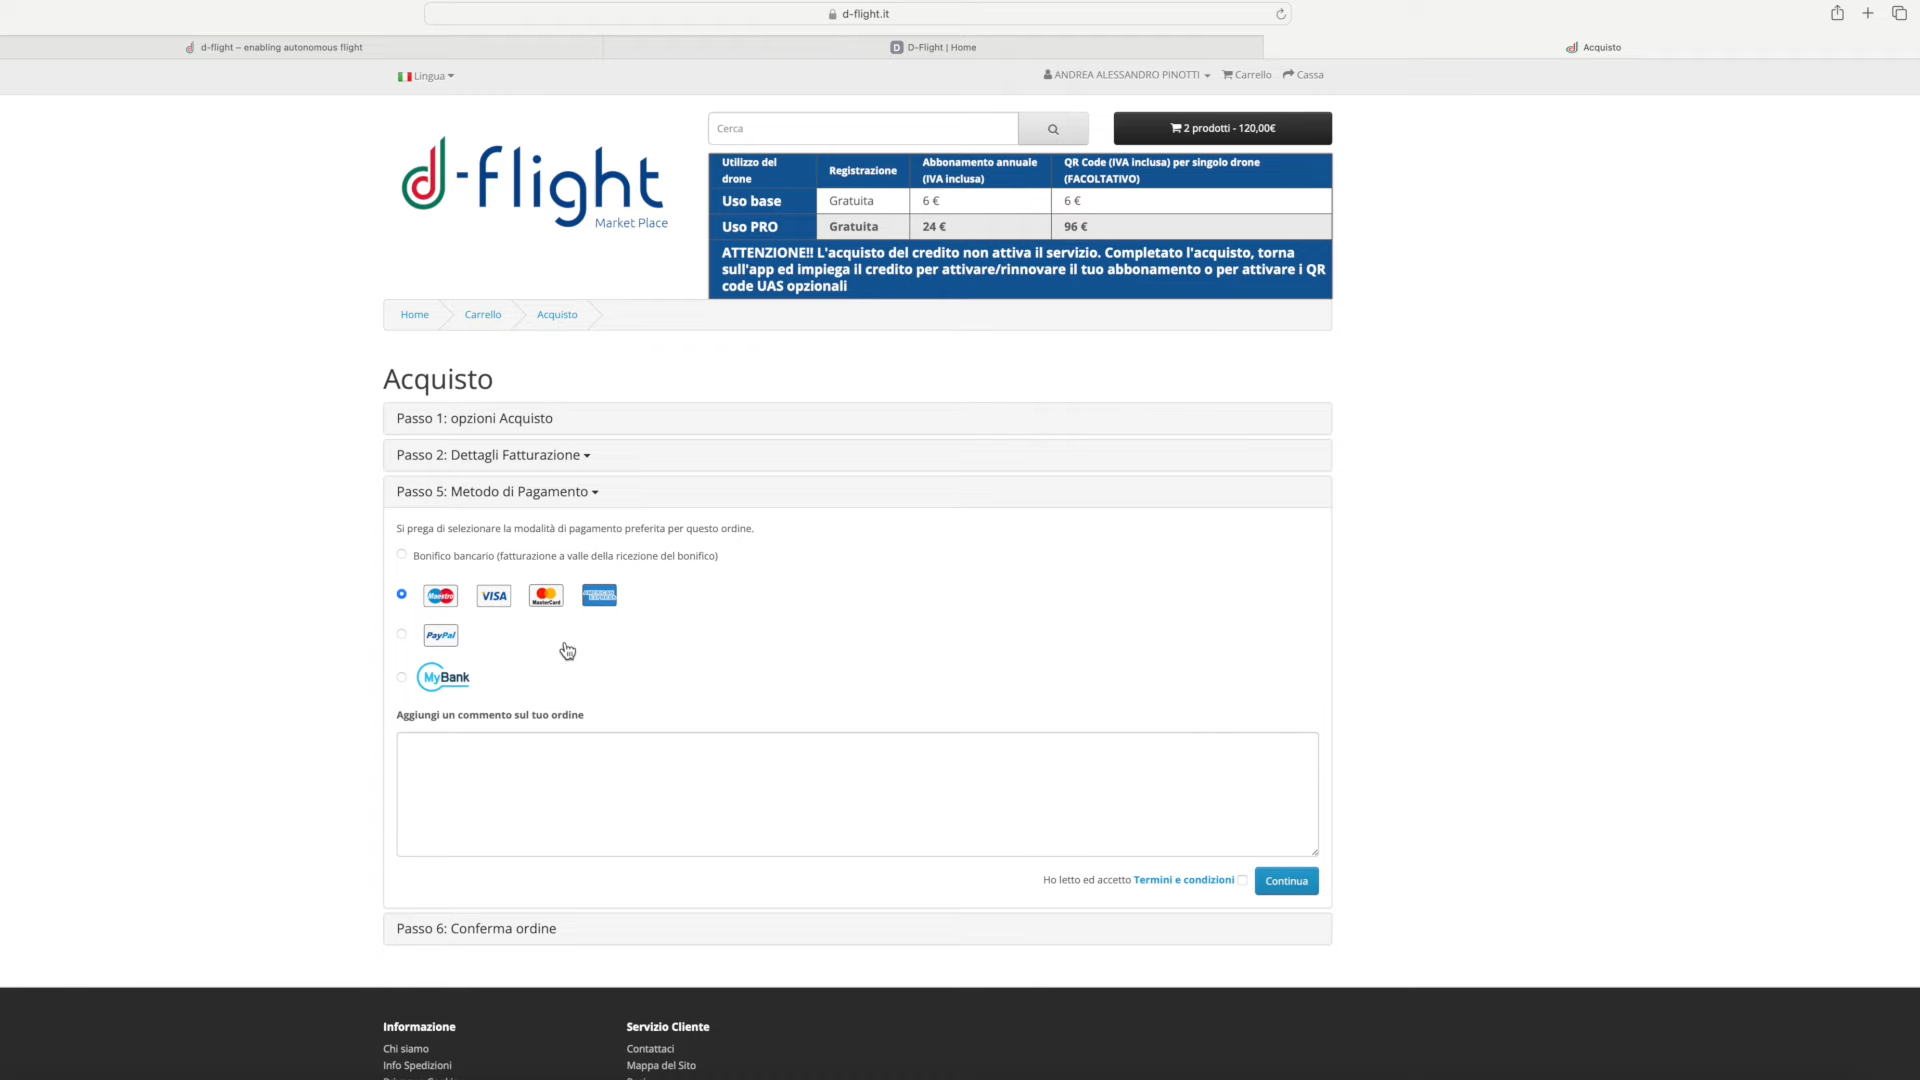 d-flight.it
d-flight – enabling autonomous flight
D D-Flight | Home
Acquisto
Lingua
ANDREA ALESSANDRO PINOTTI
Carrello
Cassa
d-flight
Market Place
Cerca
2 prodotti - 120,00€
Utilizzo del drone
Registrazione
Abbonamento annuale (IVA inclusa)
QR Code (IVA inclusa) per singolo drone (FACOLTATIVO)
Uso base Gratuita 6 € 6 €
Uso PRO Gratuita 24 € 96 €
ATTENZIONE!! L'acquisto del credito non attiva il servizio. Completato l'acquisto, torna
sull'app ed impiega il credito per attivare/rinnovare il tuo abbonamento o per attivare i QR
code UAS opzionali
Home Carrello Acquisto
Acquisto
Passo 1: opzioni Acquisto
Passo 2: Dettagli Fatturazione
Passo 5: Metodo di Pagamento
Si prega di selezionare la modalità di pagamento preferita per questo ordine.
Bonifico bancario (fatturazione a valle della ricezione del bonifico)
Maestro VISA MasterCard AMERICAN EXPRESS
PayPal
MyBank
Aggiungi un commento sul tuo ordine
Ho letto ed accetto Termini e condizioni
Continua
Passo 6: Conferma ordine
Informazione
Chi siamo
Info Spedizioni
Servizio Cliente
Contattaci
Mappa del Sito